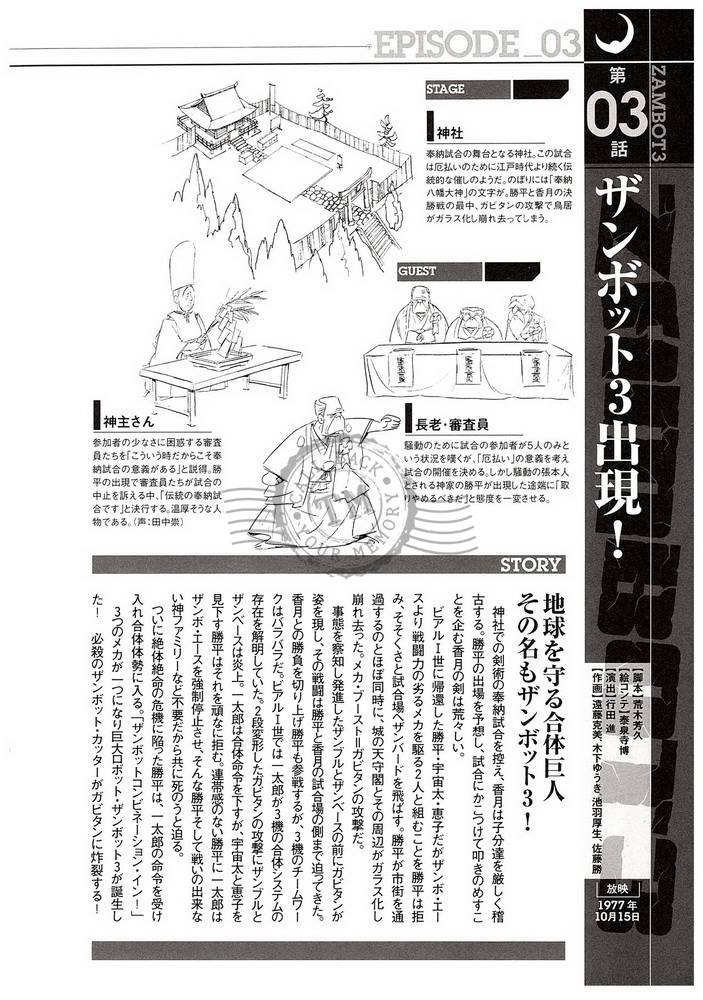 EPISODE_03
第
03
話
ZAMBOT3
ザンボット3出現！
［脚本］荒木芳久
［絵コンテ］泰泉寺博
［演出］行田 進
［作画］遠藤克美、木下ゆうき、池羽厚生、佐藤勝
放映
1977年
10月15日
STAGE
神社
奉納試合の舞台となる神社。この試合
は厄払いのために江戸時代より続く伝
統的な催しのようだ。のぼりには「奉納
八幡大神」の文字が。勝平と香月の決
勝戦の最中、ガビタンの攻撃で鳥居
がガラス化し崩れ去ってしまう。
GUEST
神主さん
参加者の少なさに困惑する審査
員たちを「こういう時だからこそ奉
納試合の意義がある」と説得。勝
平の出現で審査員たちが試合の
中止を訴える中、「伝統の奉納試
合です」と決行する。温厚そうな人
物である。（声：田中崇）
長老・審査員
騒動のために試合の参加者が5人のみと
いう状況を嘆くが、「厄払い」の意義を考え
試合の開催を決める。しかし騒動の張本人
とされる神家の勝平が出現した途端に「取
りやめるべきだ」と態度を一変させる。
CALL BACK
TM
YOUR MEMORY
STORY
地球を守る合体巨人
その名もザンボット3！
神社での剣術の奉納試合を控え、香月は子分達を厳しく稽
古する。勝平の出場を予想し、試合にかこつけて叩きのめすこ
とを企む香月の剣は荒々しい。
ビアルI世に帰還した勝平・宇宙太・恵子だがザンボ・エー
スより戦闘力の劣るメカを駆る2人と組むことを勝平は拒
み、そそくさと試合場へザンバードを飛ばす。勝平が市街を通
過するのとほぼ同時に、城の天守閣とその周辺がガラス化し
崩れ去った。メカ・ブースト＝ガビタンの攻撃だ。
事態を察知し発進したザンブルとザンベースの前にガビタンが
姿を現し、その戦闘は勝平と香月の試合場の側まで迫ってきた。
香月との勝負を切り上げ勝平も参戦するが、3機のチームワー
クはバラバラだ。ビアルI世では一太郎が3機の合体システムの
存在を解明していた。2段変形したガビタンの攻撃にザンブルと
ザンベースは炎上。一太郎は合体命令を下すが、宇宙太と恵子を
見下す勝平はそれを頑なに拒む。連帯感のない勝平に一太郎は
ザンボ・エースを強制停止させ、そんな勝平そして戦いの出来な
い神ファミリーなど不要だから共に死のうと迫る。
ついに絶体絶命の危機に陥った勝平は、一太郎の命令を受け
入れ合体体勢に入る。「ザンボットコンビネーション・イン！」
3つのメカが一つになり巨大ロボット・ザンボット3が誕生し
た！ 必殺のザンボット・カッターがガビタンに炸裂する！